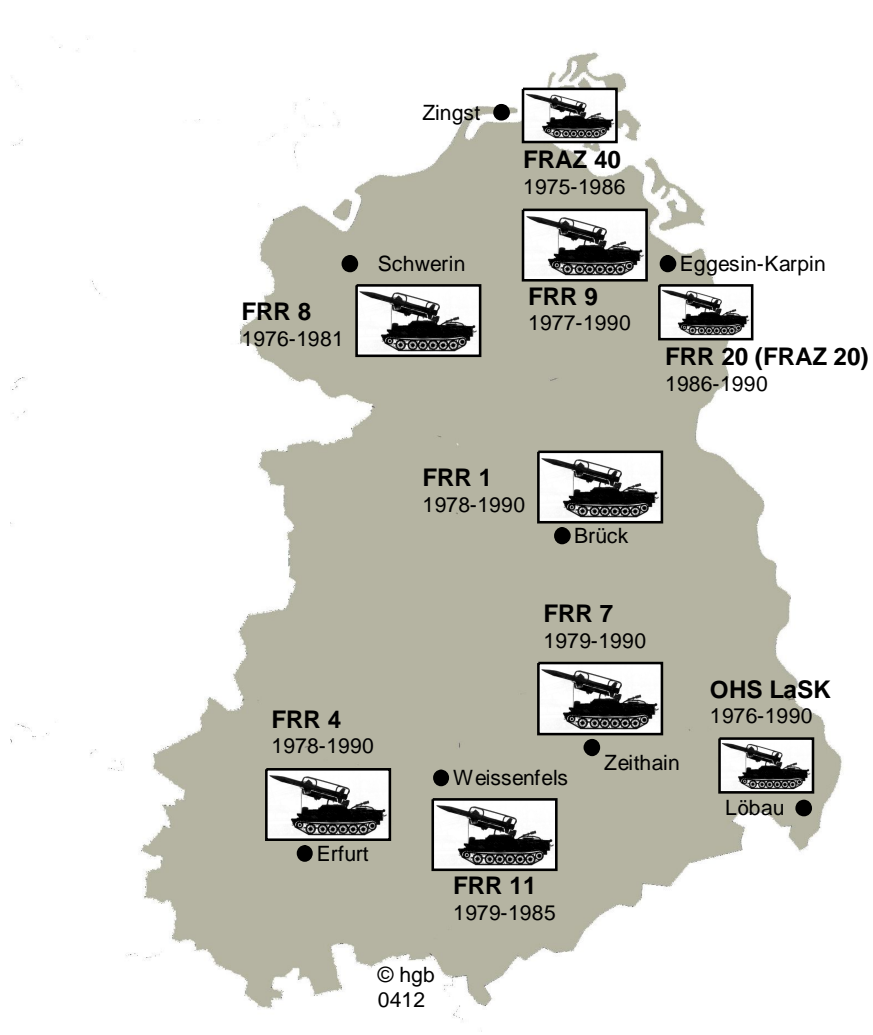 Zingst
FRAZ 40
1975-1986
Schwerin
FRR 8
1976-1981
FRR 9
1977-1990
Eggesin-Karpin
FRR 20 (FRAZ 20)
1986-1990
FRR 1
1978-1990
Brück
FRR 7
1979-1990
Zeithain
OHS LaSK
1976-1990
Löbau
FRR 4
1978-1990
Erfurt
Weissenfels
FRR 11
1979-1985
© hgb
0412